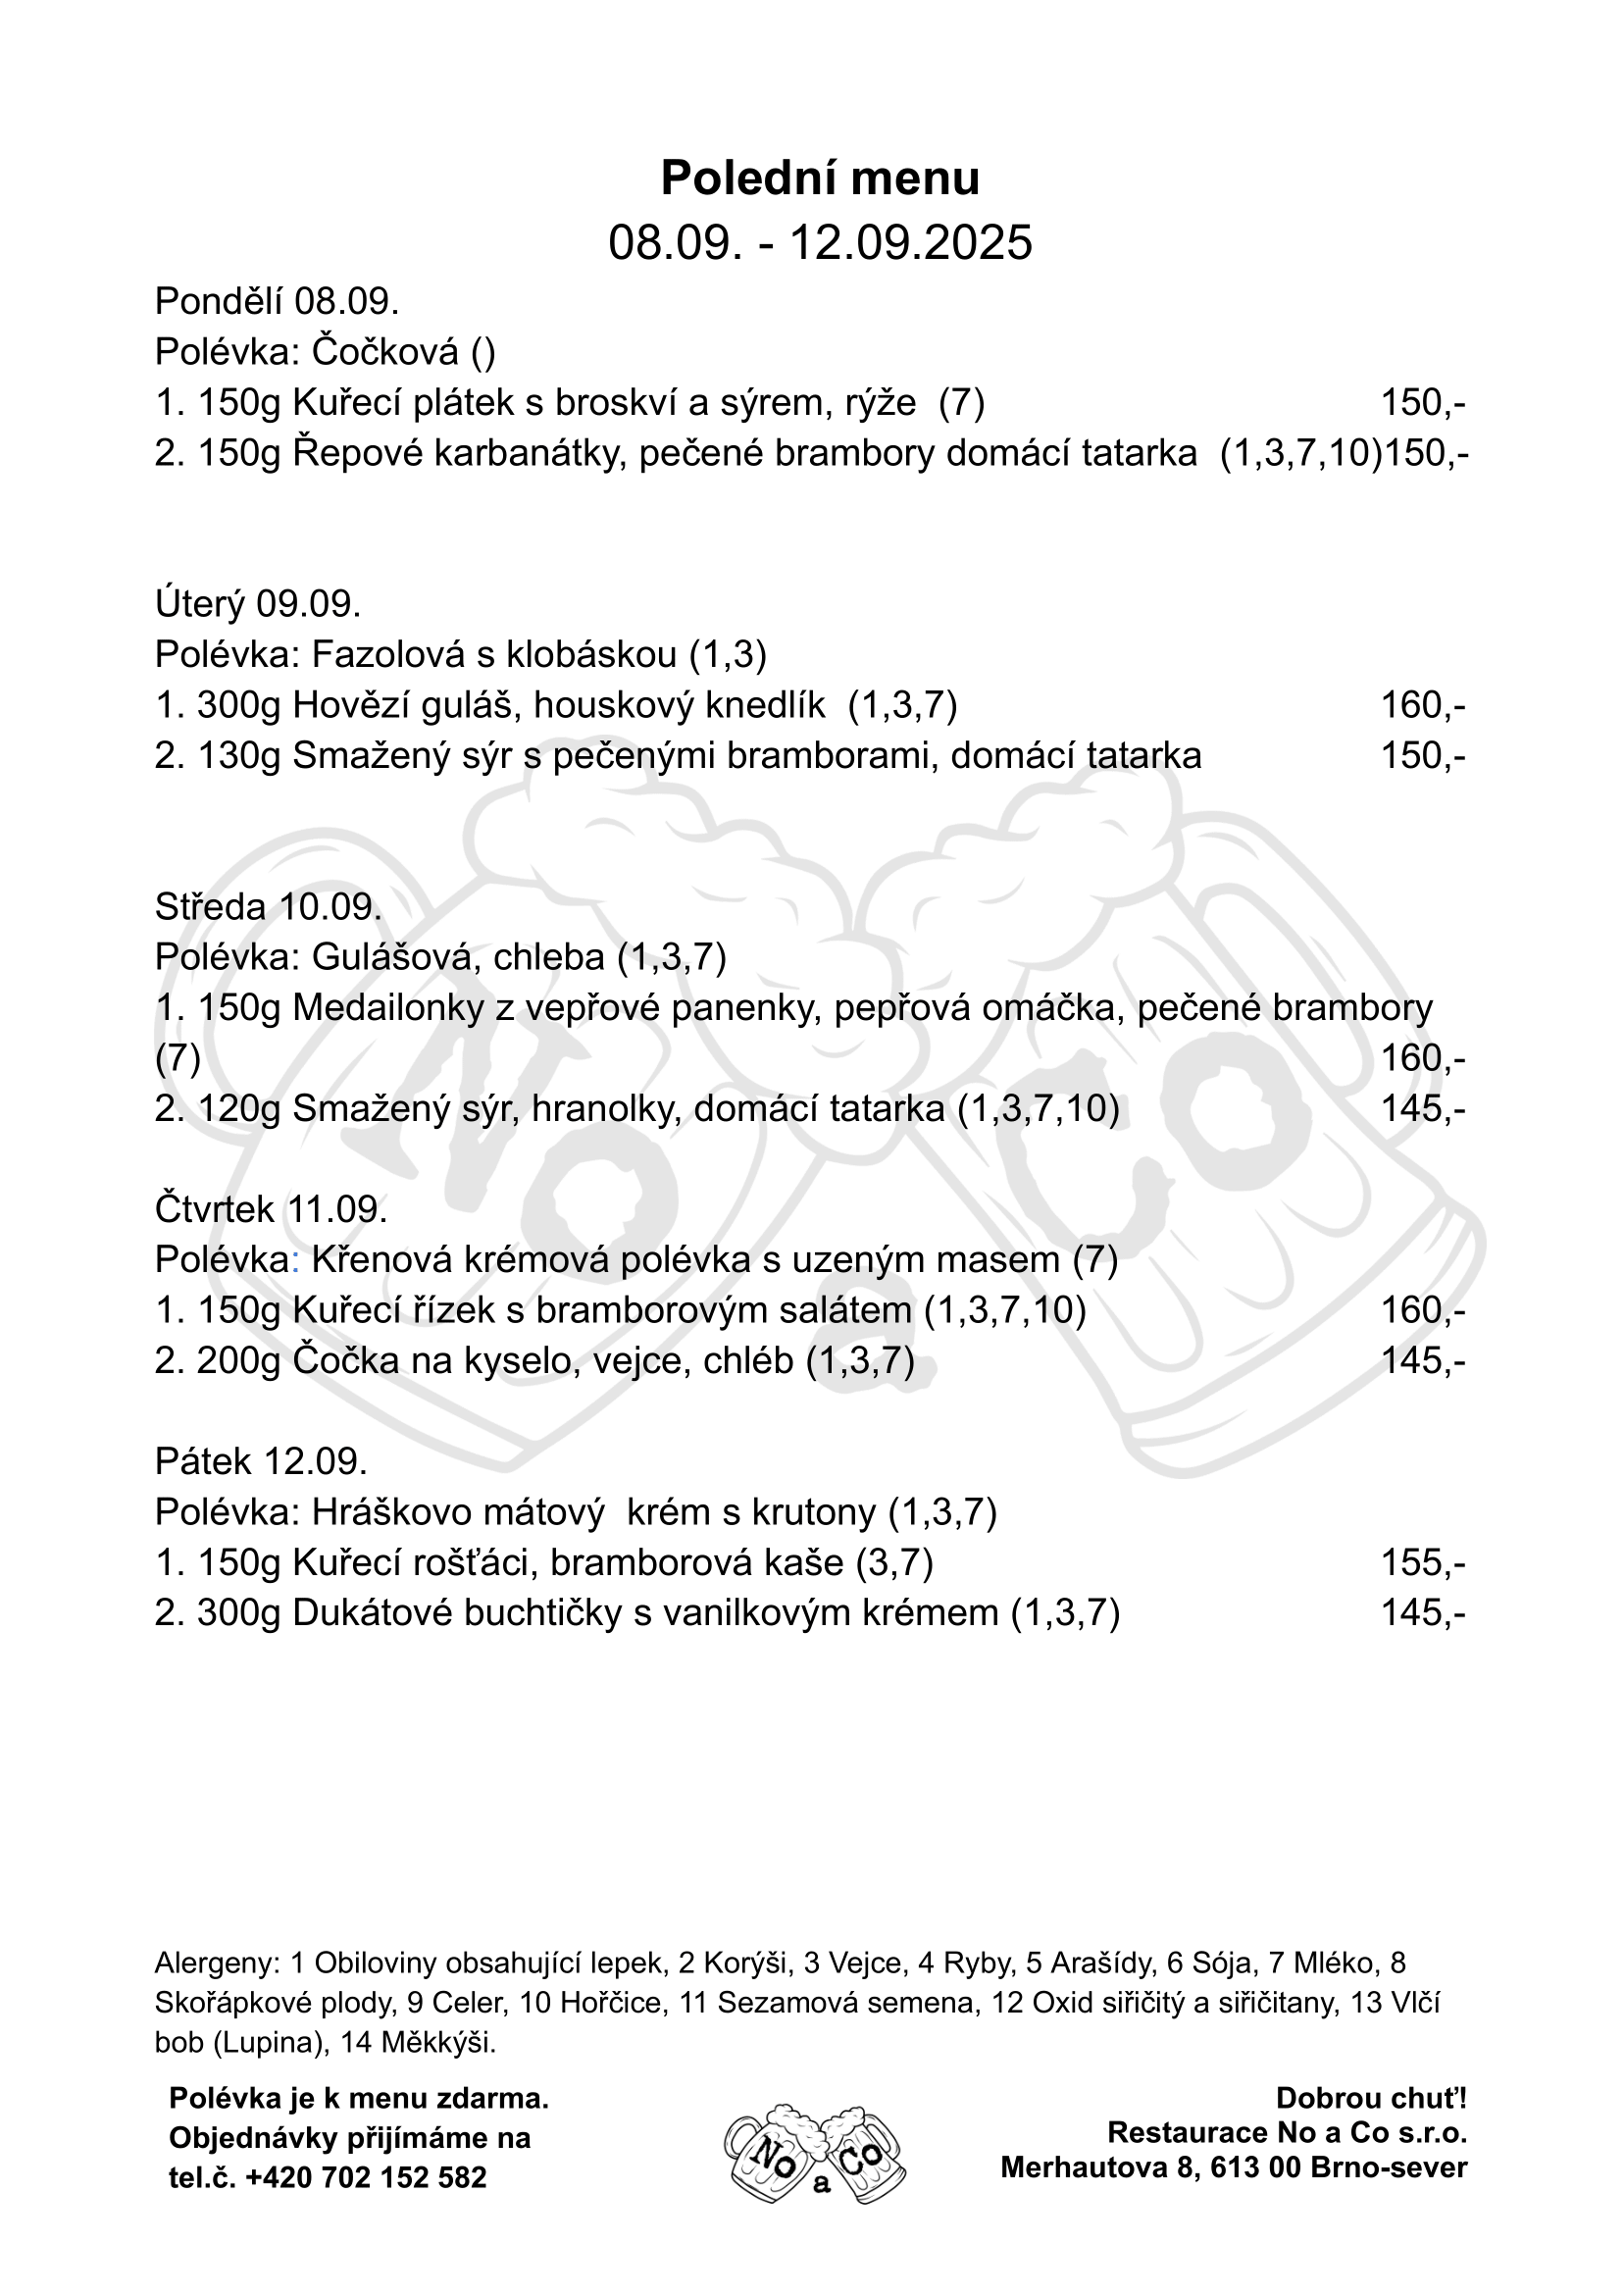 Polední menu
08.09. - 12.09.2025
Pondělí 08.09.
Polévka: Čočková ()
1. 150g Kuřecí plátek s broskví a sýrem, rýže  (7) 150,-
2. 150g Řepové karbanátky, pečené brambory domácí tatarka  (1,3,7,10)150,-
Úterý 09.09.
Polévka: Fazolová s klobáskou (1,3)
1. 300g Hovězí guláš, houskový knedlík  (1,3,7) 160,-
2. 130g Smažený sýr s pečenými bramborami, domácí tatarka 150,-
Středa 10.09.
Polévka: Gulášová, chleba (1,3,7)
1. 150g Medailonky z vepřové panenky, pepřová omáčka, pečené brambory
(7) 160,-
2. 120g Smažený sýr, hranolky, domácí tatarka (1,3,7,10) 145,-
Čtvrtek 11.09.
Polévka: Křenová krémová polévka s uzeným masem (7)
1. 150g Kuřecí řízek s bramborovým salátem (1,3,7,10) 160,-
2. 200g Čočka na kyselo, vejce, chléb (1,3,7) 145,-
Pátek 12.09.
Polévka: Hráškovo mátový  krém s krutony (1,3,7)
1. 150g Kuřecí rošťáci, bramborová kaše (3,7) 155,-
2. 300g Dukátové buchtičky s vanilkovým krémem (1,3,7) 145,-
No a Co
Alergeny: 1 Obiloviny obsahující lepek, 2 Korýši, 3 Vejce, 4 Ryby, 5 Arašídy, 6 Sója, 7 Mléko, 8
Skořápkové plody, 9 Celer, 10 Hořčice, 11 Sezamová semena, 12 Oxid siřičitý a siřičitany, 13 Vlčí
bob (Lupina), 14 Měkkýši.
Polévka je k menu zdarma.
Objednávky přijímáme na
tel.č. +420 702 152 582
No a Co
Dobrou chuť!
Restaurace No a Co s.r.o.
Merhautova 8, 613 00 Brno-sever